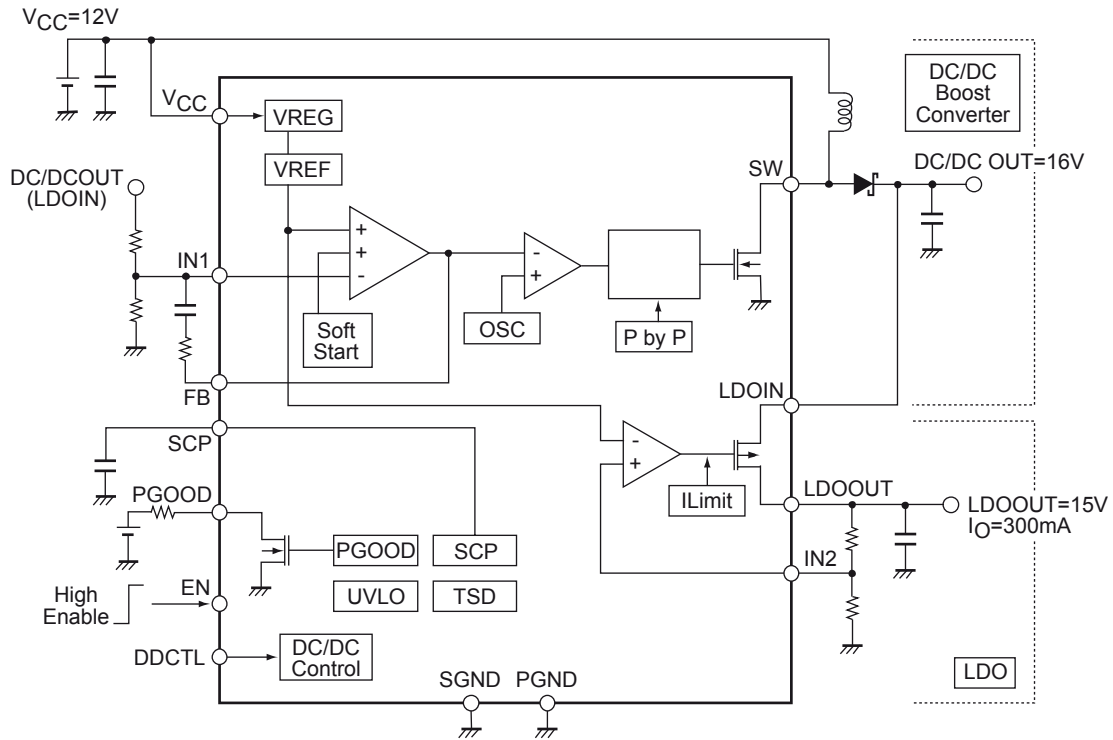 VCC=12V
DC/DC
Boost
Converter
VCC
VREG
VREF
SW
DC/DC OUT=16V
DC/DCOUT
(LDOIN)
+
+
-
-
+
IN1
Soft
Start
OSC
P by P
FB
LDOIN
SCP
-
+
PGOOD
ILimit
LDOOUT
LDOOUT=15V
IO=300mA
PGOOD
SCP
IN2
High
Enable
EN
UVLO
TSD
DDCTL
DC/DC
Control
SGND
PGND
LDO